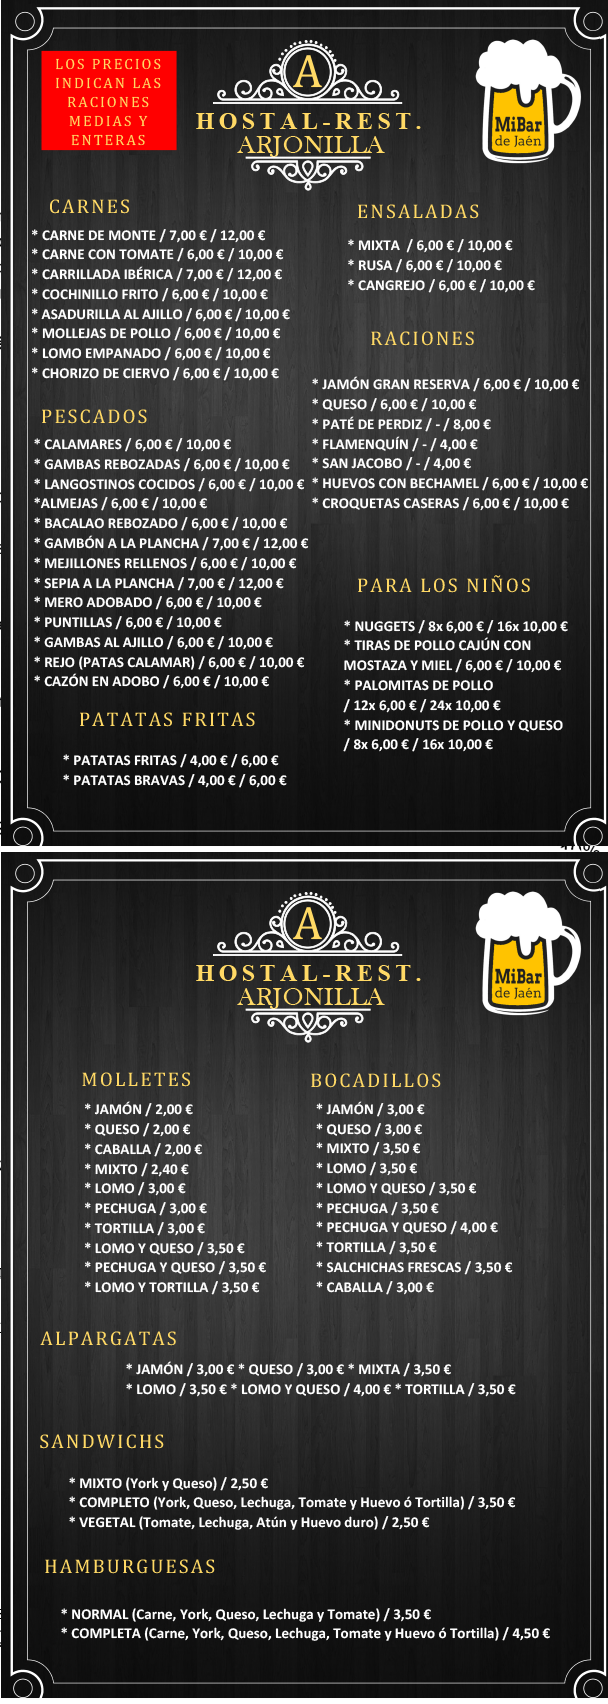 LOS PRECIOS
INDICAN LAS
RACIONES
MEDIAS Y
ENTERAS
A
HOSTAL-REST.
ARJONILLA
MiBar
de Jaén
CARNES
* CARNE DE MONTE / 7,00 € / 12,00 €
* CARNE CON TOMATE / 6,00 € / 10,00 €
* CARRILLADA IBÉRICA / 7,00 € / 12,00 €
* COCHINILLO FRITO / 6,00 € / 10,00 €
* ASADURILLA AL AJILLO / 6,00 € / 10,00 €
* MOLLEJAS DE POLLO / 6,00 € / 10,00 €
* LOMO EMPANADO / 6,00 € / 10,00 €
* CHORIZO DE CIERVO / 6,00 € / 10,00 €
PESCADOS
* CALAMARES / 6,00 € / 10,00 €
* GAMBAS REBOZADAS / 6,00 € / 10,00 €
* LANGOSTINOS COCIDOS / 6,00 € / 10,00 €
*ALMEJAS / 6,00 € / 10,00 €
* BACALAO REBOZADO / 6,00 € / 10,00 €
* GAMBÓN A LA PLANCHA / 7,00 € / 12,00 €
* MEJILLONES RELLENOS / 6,00 € / 10,00 €
* SEPIA A LA PLANCHA / 7,00 € / 12,00 €
* MERO ADOBADO / 6,00 € / 10,00 €
* PUNTILLAS / 6,00 € / 10,00 €
* GAMBAS AL AJILLO / 6,00 € / 10,00 €
* REJO (PATAS CALAMAR) / 6,00 € / 10,00 €
* CAZÓN EN ADOBO / 6,00 € / 10,00 €
PATATAS FRITAS
* PATATAS FRITAS / 4,00 € / 6,00 €
* PATATAS BRAVAS / 4,00 € / 6,00 €
ENSALADAS
* MIXTA / 6,00 € / 10,00 €
* RUSA / 6,00 € / 10,00 €
* CANGREJO / 6,00 € / 10,00 €
RACIONES
* JAMÓN GRAN RESERVA / 6,00 € / 10,00 €
* QUESO / 6,00 € / 10,00 €
* PATÉ DE PERDIZ / - / 8,00 €
* FLAMENQUÍN / - / 4,00 €
* SAN JACOBO / - / 4,00 €
* HUEVOS CON BECHAMEL / 6,00 € / 10,00 €
* CROQUETAS CASERAS / 6,00 € / 10,00 €
PARA LOS NIÑOS
* NUGGETS / 8x 6,00 € / 16x 10,00 €
* TIRAS DE POLLO CAJÚN CON
MOSTAZA Y MIEL / 6,00 € / 10,00 €
* PALOMITAS DE POLLO
/ 12x 6,00 € / 24x 10,00 €
* MINIDONUTS DE POLLO Y QUESO
/ 8x 6,00 € / 16x 10,00 €
A
HOSTAL-REST.
ARJONILLA
MiBar
de Jaén
MOLLETES
* JAMÓN / 2,00 €
* QUESO / 2,00 €
* CABALLA / 2,00 €
* MIXTO / 2,40 €
* LOMO / 3,00 €
* PECHUGA / 3,00 €
* TORTILLA / 3,00 €
* LOMO Y QUESO / 3,50 €
* PECHUGA Y QUESO / 3,50 €
* LOMO Y TORTILLA / 3,50 €
BOCADILLOS
* JAMÓN / 3,00 €
* QUESO / 3,00 €
* MIXTO / 3,50 €
* LOMO / 3,50 €
* LOMO Y QUESO / 3,50 €
* PECHUGA / 3,50 €
* PECHUGA Y QUESO / 4,00 €
* TORTILLA / 3,50 €
* SALCHICHAS FRESCAS / 3,50 €
* CABALLA / 3,00 €
ALPARGATAS
* JAMÓN / 3,00 € * QUESO / 3,00 € * MIXTA / 3,50 €
* LOMO / 3,50 € * LOMO Y QUESO / 4,00 € * TORTILLA / 3,50 €
SANDWICHS
* MIXTO (York y Queso) / 2,50 €
* COMPLETO (York, Queso, Lechuga, Tomate y Huevo ó Tortilla) / 3,50 €
* VEGETAL (Tomate, Lechuga, Atún y Huevo duro) / 2,50 €
HAMBURGUESAS
* NORMAL (Carne, York, Queso, Lechuga y Tomate) / 3,50 €
* COMPLETA (Carne, York, Queso, Lechuga, Tomate y Huevo ó Tortilla) / 4,50 €